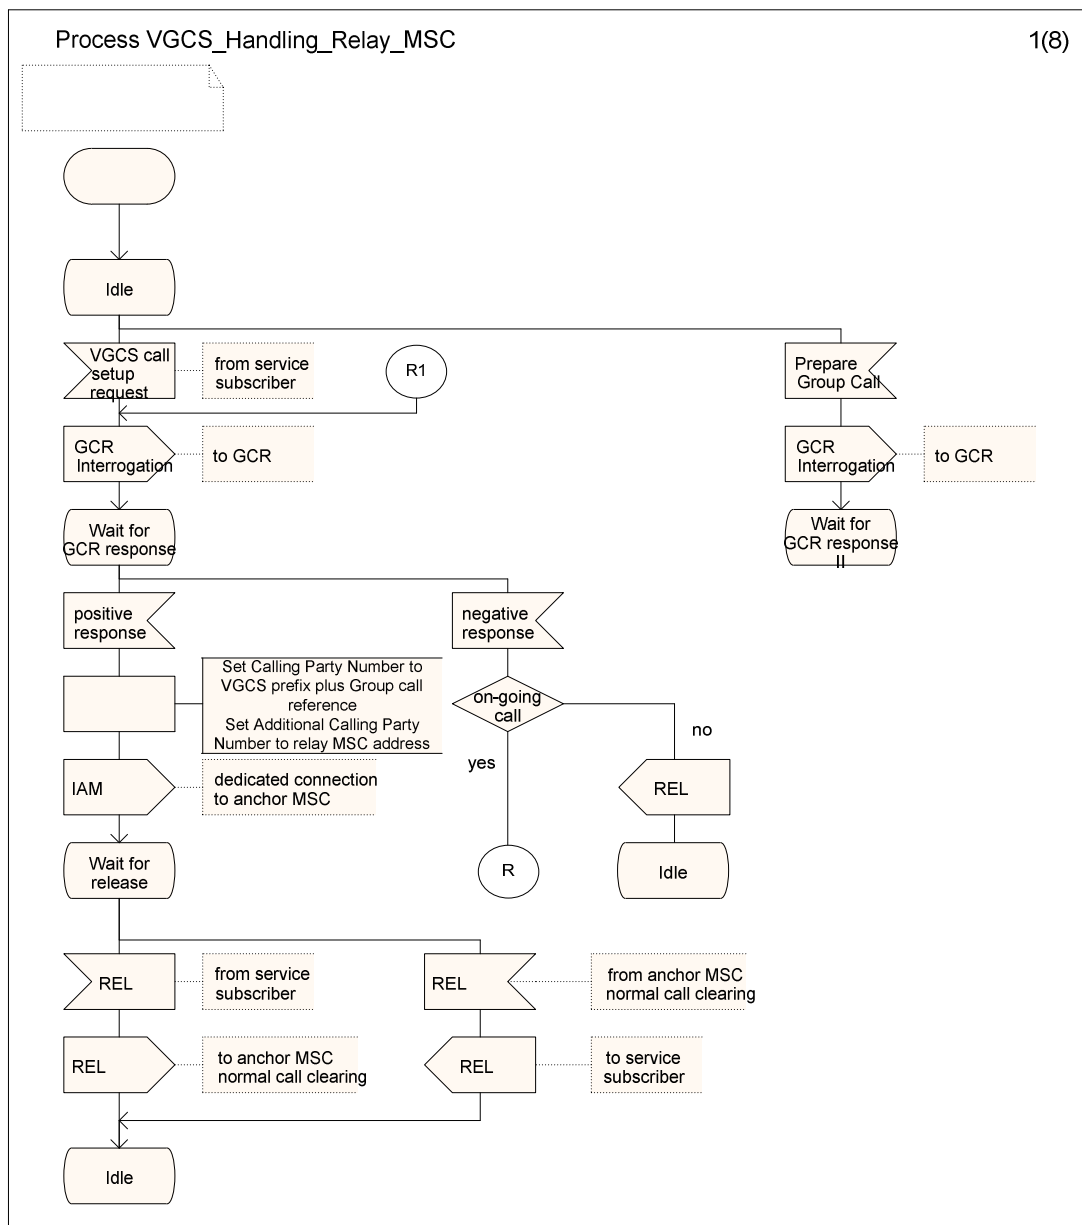 Process VGCS_Handling_Relay_MSC
1(8)
Idle
VGCS call
setup
request
from service
subscriber
R1
Prepare
Group Call
GCR
Interrogation
to GCR
GCR
Interrogation
to GCR
Wait for
GCR response
Wait for
GCR response
II
positive
response
negative
response
Set Calling Party Number to
VGCS prefix plus Group call
reference
Set Additional Calling Party
Number to relay MSC address
on-going
call
no
yes
IAM
dedicated connection
to anchor MSC
REL
Wait for
release
R
Idle
REL
from service
subscriber
REL
from anchor MSC
normal call clearing
REL
to anchor MSC
normal call clearing
REL
to service
subscriber
Idle